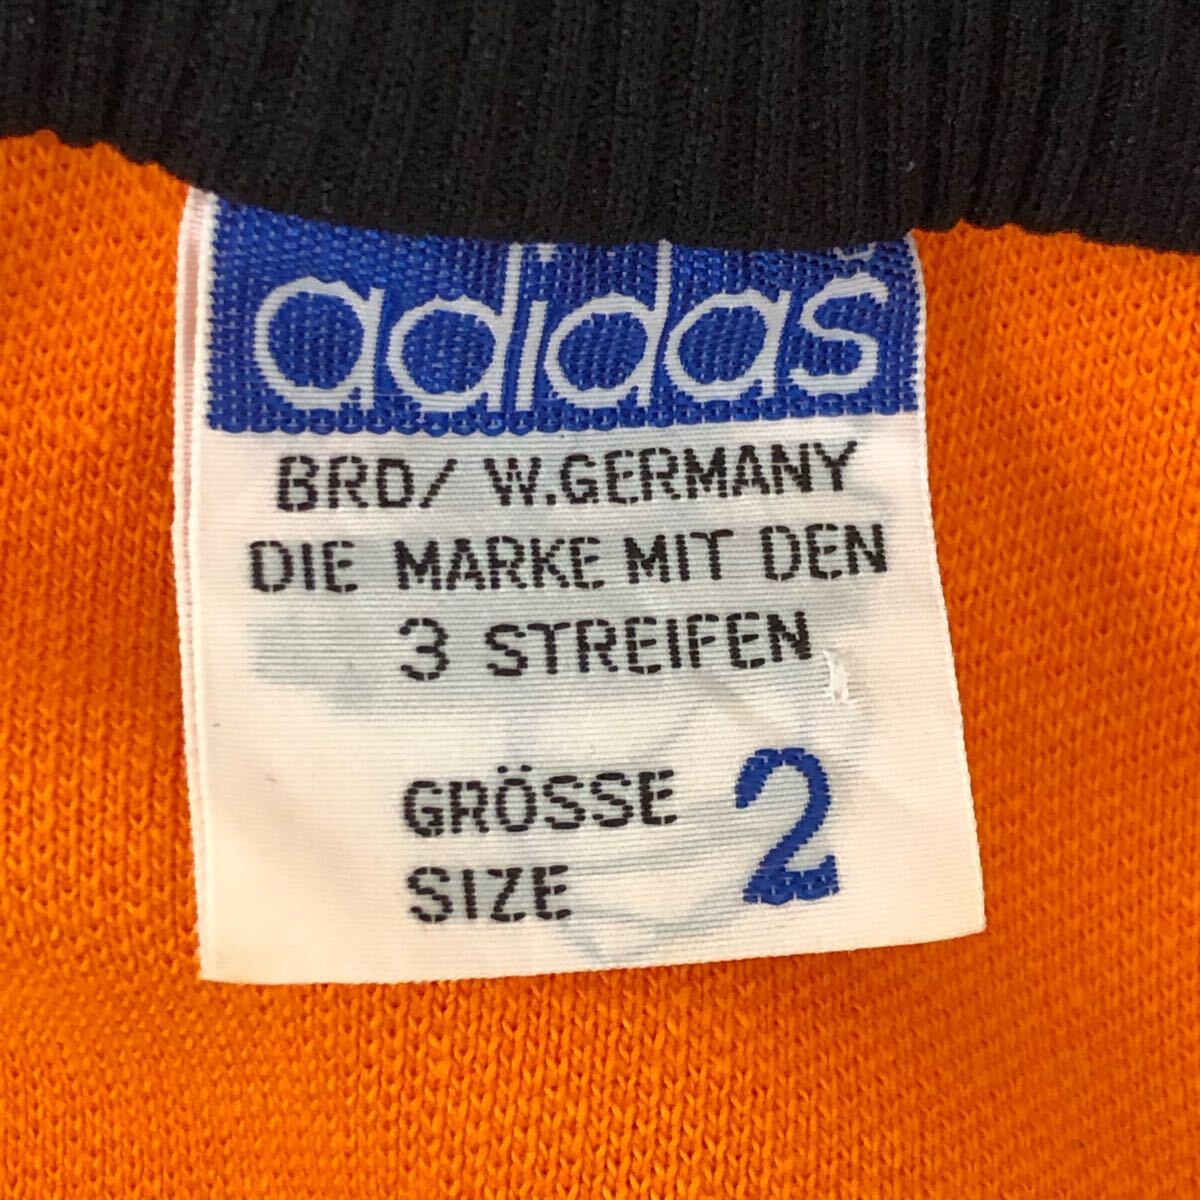 adidas
BRD/ W.GERMANY
DIE MARKE MIT DEN
3 STREIFEN
GRÖSSE 2
SIZE